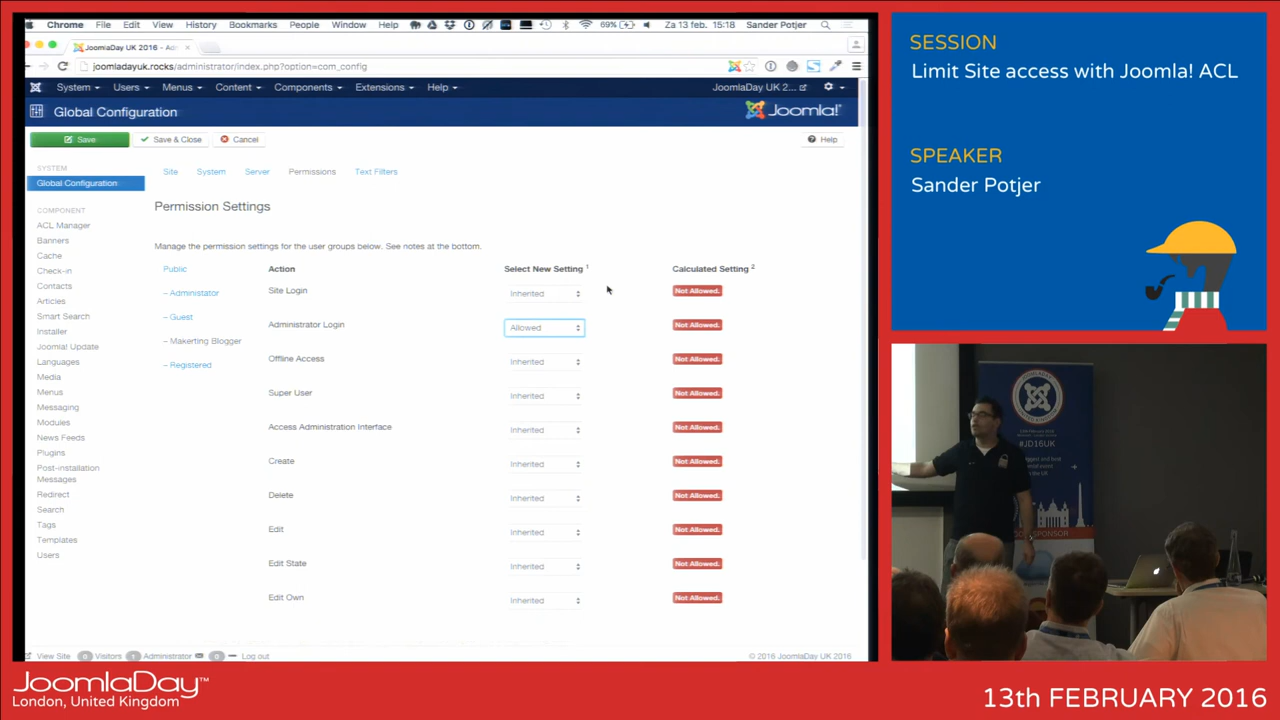 Chrome File Edit View History Bookmarks People Window Help 69% Za 13 feb. 15:18 Sander Potjer
JoomlaDay UK 2016 - Ad
joomladayuk.rocks/administrator/index.php?option=com_config
System Users Menus Content Components Extensions Help JoomlaDay UK 2...
Global Configuration Joomla!
Save Save & Close Cancel Help
SYSTEM
Global Configuration
COMPONENT
ACL Manager
Banners
Cache
Check-in
Contacts
Articles
Smart Search
Installer
Joomla! Update
Languages
Media
Menus
Messaging
Modules
News Feeds
Plugins
Post-installation
Messages
Redirect
Search
Tags
Templates
Users
Site System Server Permissions Text Filters
Permission Settings
Manage the permission settings for the user groups below. See notes at the bottom.
Public
– Administator
– Guest
– Makerting Blogger
– Registered
Action Select New Setting 1 Calculated Setting 2
Site Login Inherited Not Allowed.
Administrator Login Allowed Not Allowed.
Offline Access Inherited Not Allowed.
Super User Inherited Not Allowed.
Access Administration Interface Inherited Not Allowed.
Create Inherited Not Allowed.
Delete Inherited Not Allowed.
Edit Inherited Not Allowed.
Edit State Inherited Not Allowed.
Edit Own Inherited Not Allowed.
View Site 0 Visitors 1 Administrator 0 Log out © 2016 JoomlaDay UK 2016
SESSION
Limit Site access with Joomla! ACL
SPEAKER
Sander Potjer
#JD16UK
SPONSOR
JoomlaDay™
London, United Kingdom
13th FEBRUARY 2016